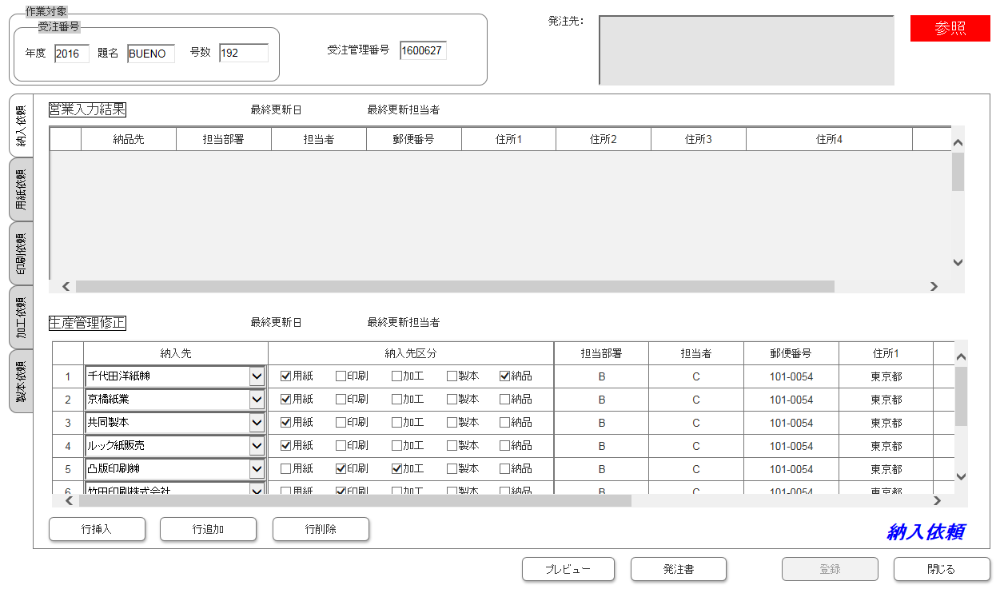 作業対象
受注番号
年度 2016 題名 BUENO 号数 192
受注管理番号 1600627
発注先：
参照
納入依頼
用紙依頼
印刷依頼
加工依頼
製本依頼
営業入力結果 最終更新日 最終更新担当者
納品先 担当部署 担当者 郵便番号 住所1 住所2 住所3 住所4
生産管理修正 最終更新日 最終更新担当者
納入先 納入先区分 担当部署 担当者 郵便番号 住所1
1 千代田洋紙㈱ 用紙 印刷 加工 製本 納品 B C 101-0054 東京都
2 京橋紙業 用紙 印刷 加工 製本 納品 B C 101-0054 東京都
3 共同製本 用紙 印刷 加工 製本 納品 B C 101-0054 東京都
4 ルック紙販売 用紙 印刷 加工 製本 納品 B C 101-0054 東京都
5 凸版印刷㈱ 用紙 印刷 加工 製本 納品 B C 101-0054 東京都
6 竹田印刷株式会社 用紙 印刷 加工 製本 納品 B C 101-0054 東京都
行挿入 行追加 行削除
納入依頼
プレビュー 発注書 登録 閉じる